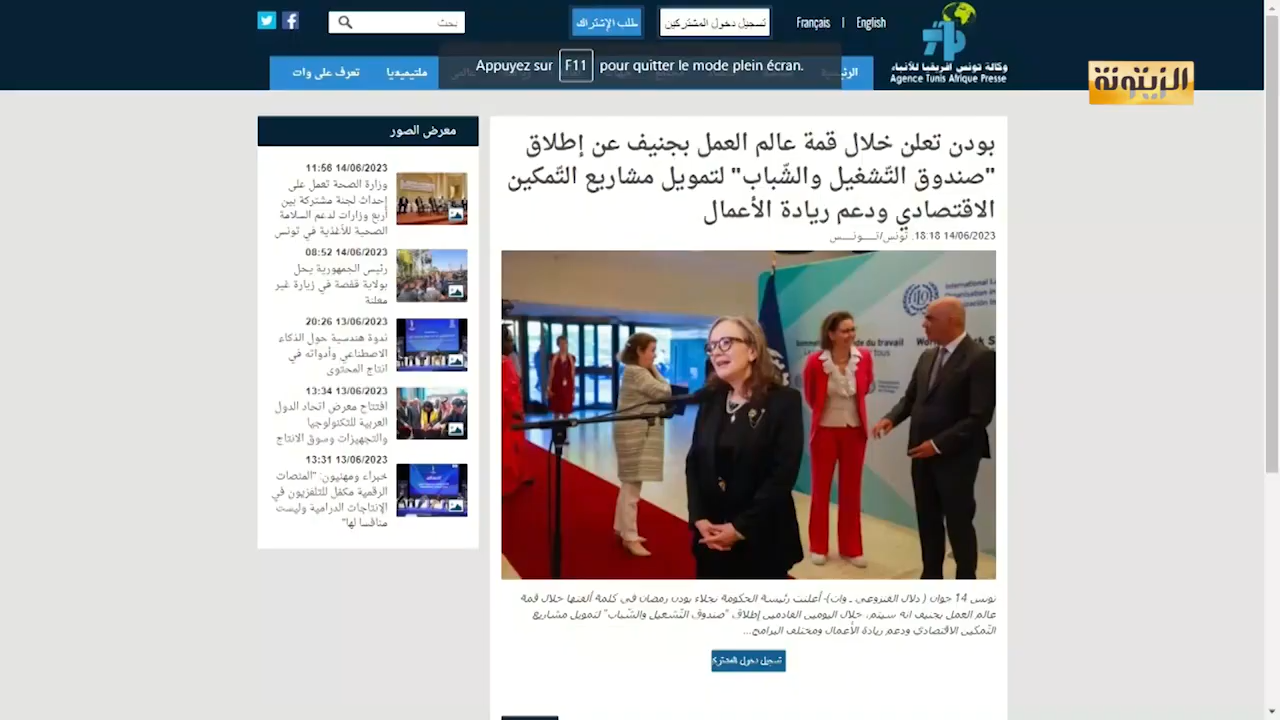 بحث
طلب الإشتراك
تسجيل دخول المشتركين
Français | English
وكالة تونس افريقيا للأنباء
Agence Tunis Afrique Presse
الزيتونة
Appuyez sur F11 pour quitter le mode plein écran.
ملتيميديا
تعرف على وات
بودن تعلن خلال قمة عالم العمل بجنيف عن إطلاق
"صندوق التّشغيل والشّباب" لتمويل مشاريع التّمكين
الاقتصادي ودعم ريادة الأعمال
14/06/2023 18:18, تونس/تـــونــــس
تونس 14 جوان ( دلال الفنزوعي ـ وات)- أعلنت رئيسة الحكومة نجلاء بودن رمضان في كلمة ألقتها خلال قمة
عالم العمل بجنيف انه سيتم، خلال اليومين القادمين إطلاق "صندوق التّشغيل والشّباب" لتمويل مشاريع
التّمكين الاقتصادي ودعم ريادة الأعمال ومختلف البرامج...
معرض الصور
14/06/2023 11:56
وزارة الصحة تعمل على
إحداث لجنة مشتركة بين
أربع وزارات لدعم السلامة
الصحية للأغذية في تونس
14/06/2023 08:52
رئيس الجمهورية يحل
بولاية قفصة في زيارة غير
معلنة
13/06/2023 20:26
ندوة هندسية حول الذكاء
الاصطناعي وأدواته في
انتاج المحتوى
13/06/2023 13:34
افتتاح معرض اتحاد الدول
العربية للتكنولوجيا
والتجهيزات وسوق الانتاج
13/06/2023 13:31
خبراء ومهنيون: "المنصات
الرقمية مكمّل للتلفزيون في
الإنتاجات الدرامية وليست
منافسا لها"